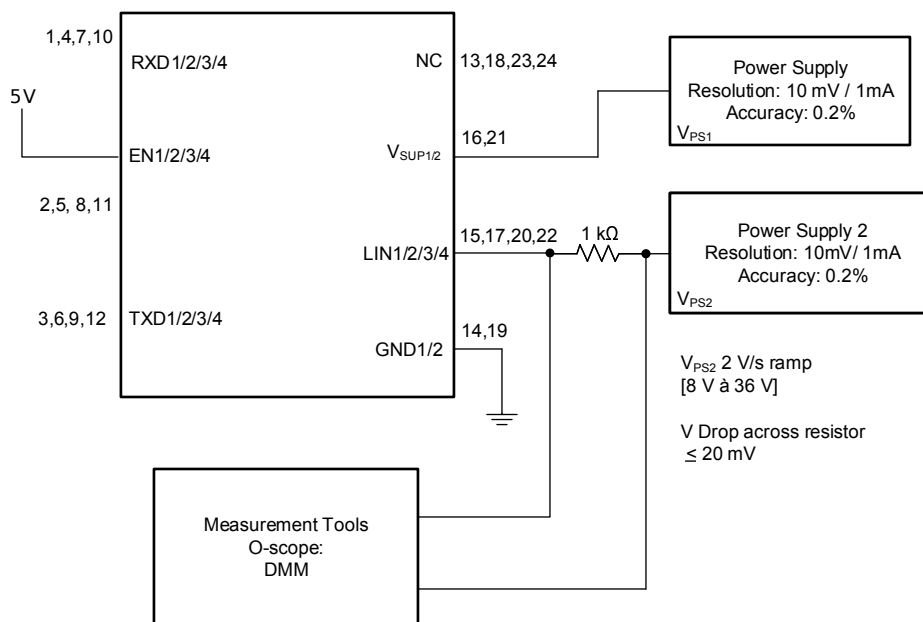 1,4,7,10
RXD1/2/3/4
NC
13,18,23,24
5V
EN1/2/3/4
2,5, 8,11
VSUP1/2
16,21
Power Supply
Resolution: 10 mV / 1mA
Accuracy: 0.2%
VPS1
LIN1/2/3/4
15,17,20,22
1 kΩ
Power Supply 2
Resolution: 10mV/ 1mA
Accuracy: 0.2%
VPS2
3,6,9,12
TXD1/2/3/4
GND1/2
14,19
VPS2 2 V/s ramp
[8 V à 36 V]
V Drop across resistor
≤ 20 mV
Measurement Tools
O-scope:
DMM